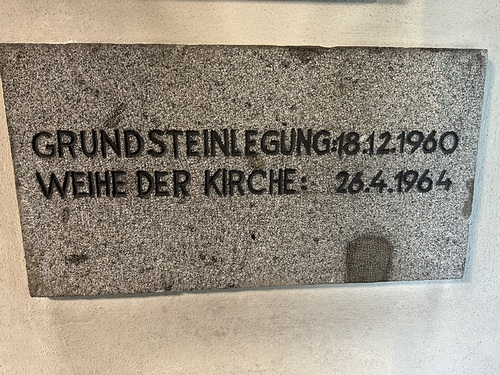 GRUNDSTEINLEGUNG:18.12.1960
WEIHE DER KIRCHE: 26.4.1964